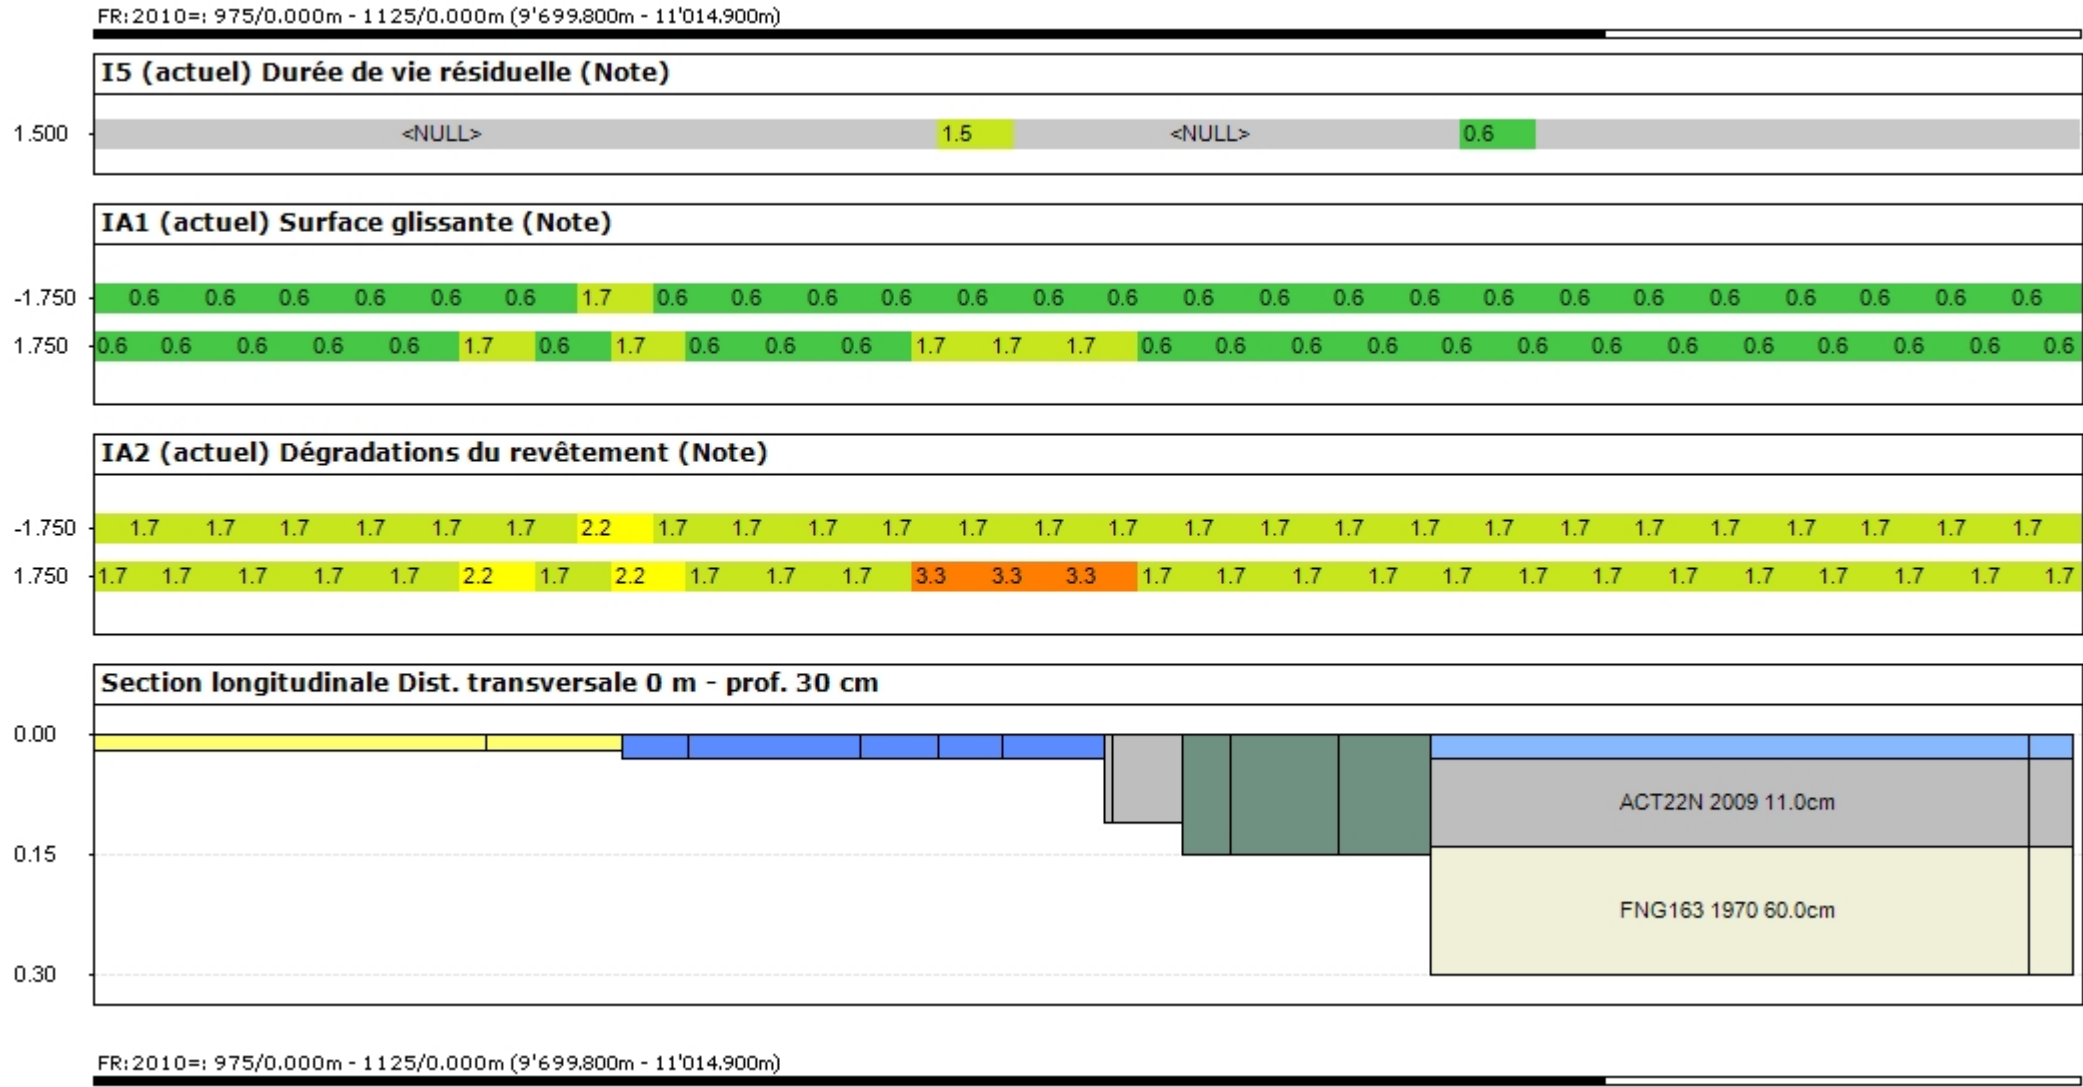 FR:2010=: 975/0.000m - 1125/0.000m (9'699.800m - 11'014.900m)
I5 (actuel) Durée de vie résiduelle (Note)
1.500 <NULL> 1.5 <NULL> 0.6
IA1 (actuel) Surface glissante (Note)
-1.750 0.6 0.6 0.6 0.6 0.6 0.6 1.7 0.6 0.6 0.6 0.6 0.6 0.6 0.6 0.6 0.6 0.6 0.6 0.6 0.6 0.6 0.6 0.6 0.6 0.6 0.6
1.750 0.6 0.6 0.6 0.6 0.6 1.7 0.6 1.7 0.6 0.6 0.6 1.7 1.7 1.7 0.6 0.6 0.6 0.6 0.6 0.6 0.6 0.6 0.6 0.6 0.6 0.6 0.6
IA2 (actuel) Dégradations du revêtement (Note)
-1.750 1.7 1.7 1.7 1.7 1.7 1.7 2.2 1.7 1.7 1.7 1.7 1.7 1.7 1.7 1.7 1.7 1.7 1.7 1.7 1.7 1.7 1.7 1.7 1.7 1.7 1.7
1.750 1.7 1.7 1.7 1.7 1.7 2.2 1.7 2.2 1.7 1.7 1.7 3.3 3.3 3.3 1.7 1.7 1.7 1.7 1.7 1.7 1.7 1.7 1.7 1.7 1.7 1.7 1.7
Section longitudinale Dist. transversale 0 m - prof. 30 cm
0.00
ACT22N 2009 11.0cm
0.15
FNG163 1970 60.0cm
0.30
FR:2010=: 975/0.000m - 1125/0.000m (9'699.800m - 11'014.900m)